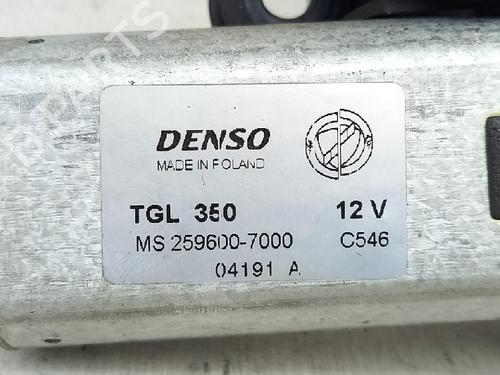 DENSO
MADE IN POLAND
TGL 350 12 V
MS 259600-7000 C546
04191 A